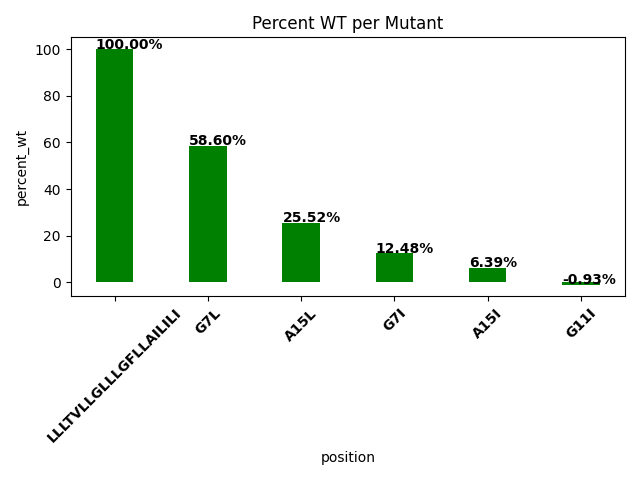 Percent WT per Mutant
percent_wt
100
80
60
40
20
0
100.00%
58.60%
25.52%
12.48%
6.39%
-0.93%
LLLTVLLGLLLGFLLAILILI
G7L
A15L
G7I
A15I
G11I
position